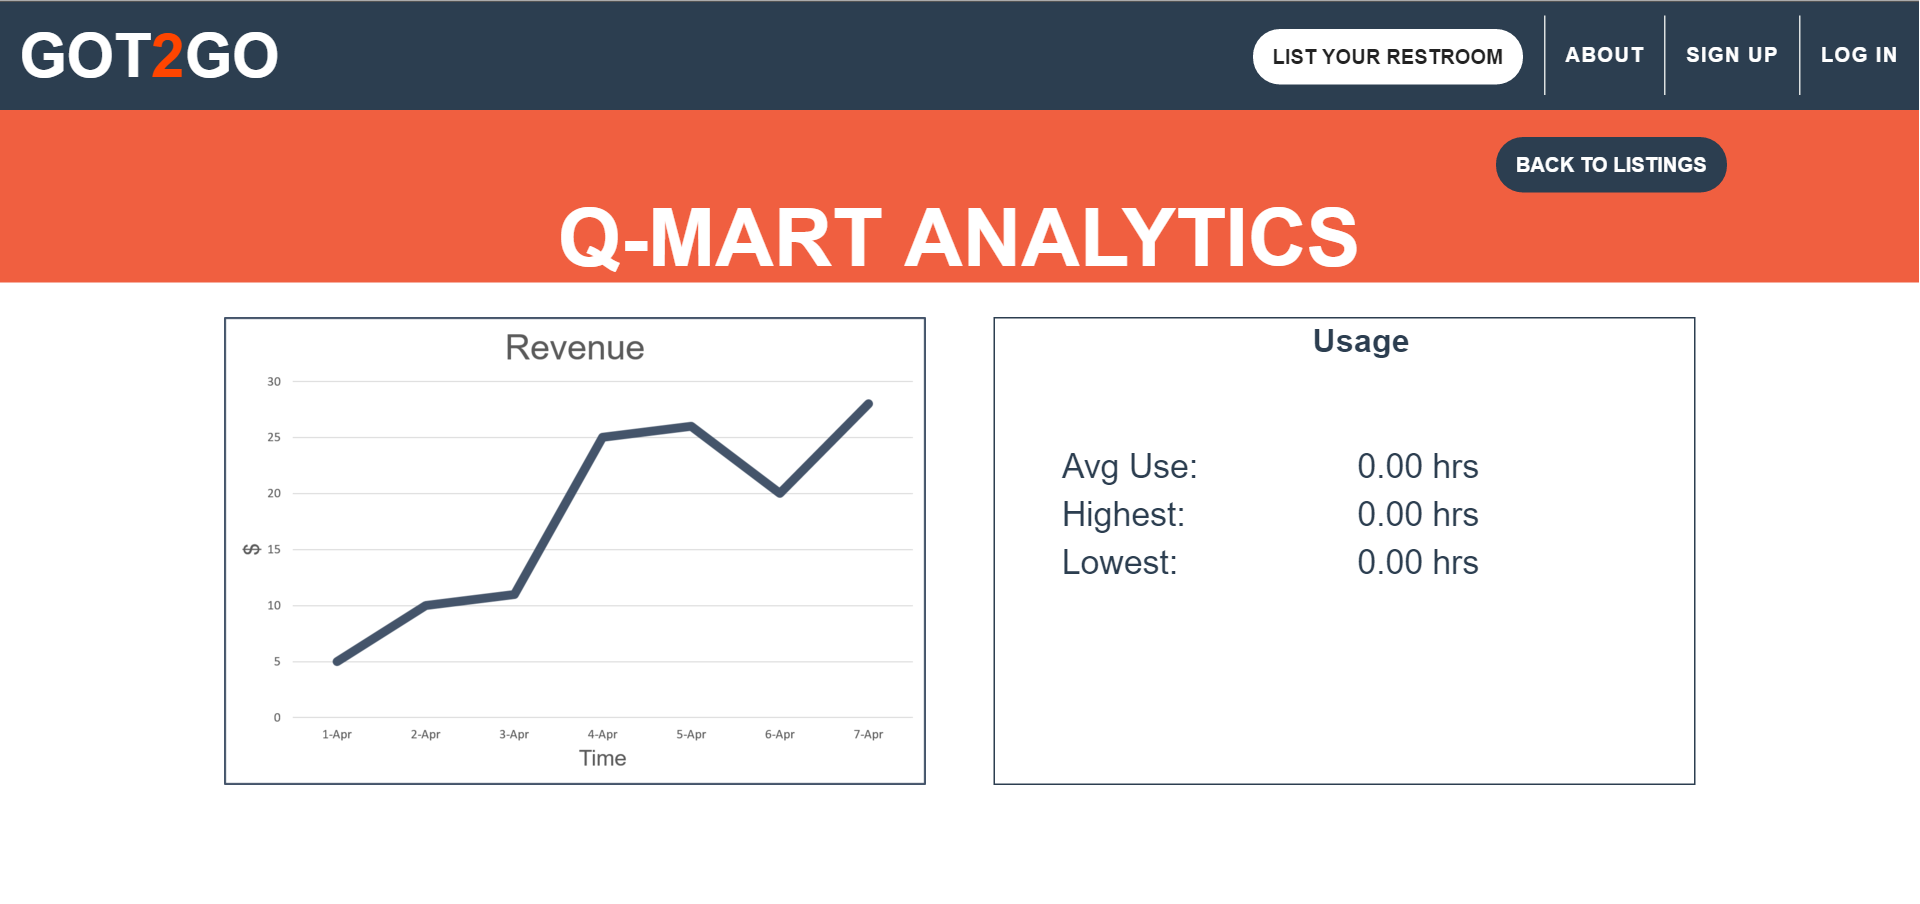 GOT2GO
LIST YOUR RESTROOM
ABOUT
SIGN UP
LOG IN
BACK TO LISTINGS
Q-MART ANALYTICS
Revenue
30
25
20
15
10
5
0
$
1-Apr 2-Apr 3-Apr 4-Apr 5-Apr 6-Apr 7-Apr
Time
Usage
Avg Use: 0.00 hrs
Highest: 0.00 hrs
Lowest: 0.00 hrs